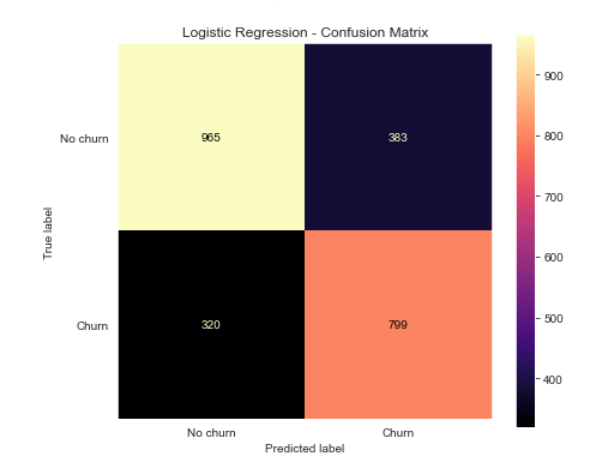 Logistic Regression - Confusion Matrix
900
No churn
965
383
800
700
True label
600
500
Churn
320
799
400
No churn
Churn
Predicted label